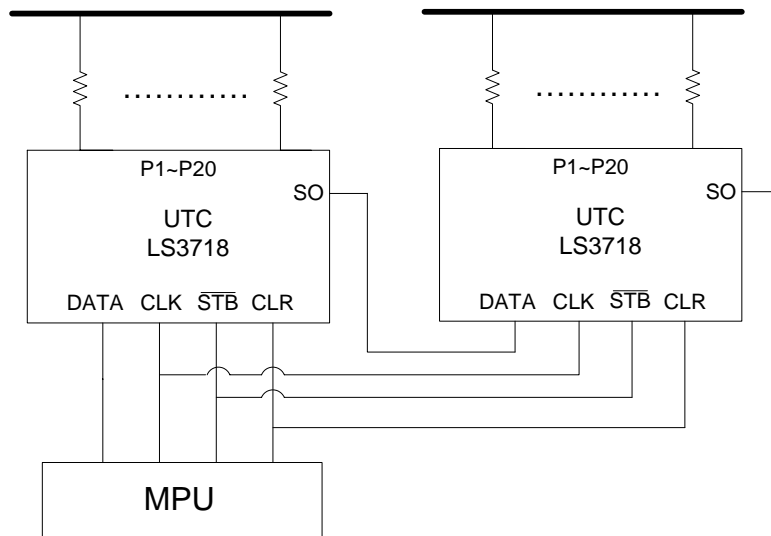 P1~P20
SO
UTC
LS3718
DATA CLK STB CLR
P1~P20
SO
UTC
LS3718
DATA CLK STB CLR
MPU